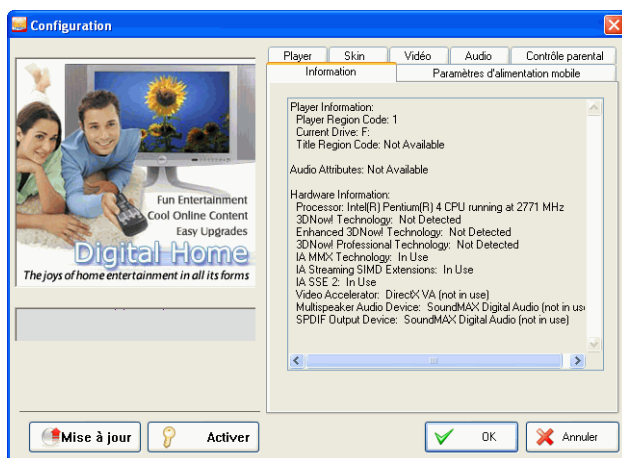 Configuration
Player
Skin
Vidéo
Audio
Contrôle parental
Information
Paramètres d'alimentation mobile
Fun Entertainment
Cool Online Content
Easy Upgrades
Digital Home
The joys of home entertainment in all its forms
Player Information:
Player Region Code: 1
Current Drive: F:
Title Region Code: Not Available
Audio Attributes: Not Available
Hardware Information:
Processor: Intel(R) Pentium(R) 4 CPU running at 2771 MHz
3DNow! Technology: Not Detected
Enhanced 3DNow! Technology: Not Detected
3DNow! Professional Technology: Not Detected
IA MMX Technology: In Use
IA Streaming SIMD Extensions: In Use
IA SSE 2: In Use
Video Accelerator: DirectX VA (not in use)
Multispeaker Audio Device: SoundMAX Digital Audio (not in us
SPDIF Output Device: SoundMAX Digital Audio (not in use)
Mise à jour
Activer
OK
Annuler